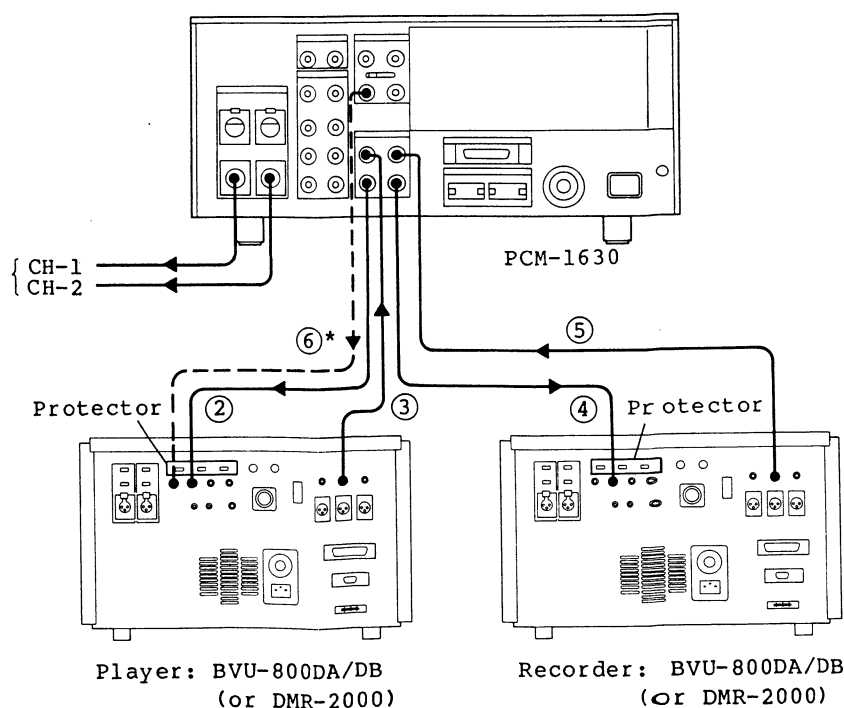 PCM-1630
CH-1
CH-2
⑥*
⑤
Protector
②
③
④
Protector
Player: BVU-800DA/DB
(or DMR-2000)
Recorder: BVU-800DA/DB
(or DMR-2000)